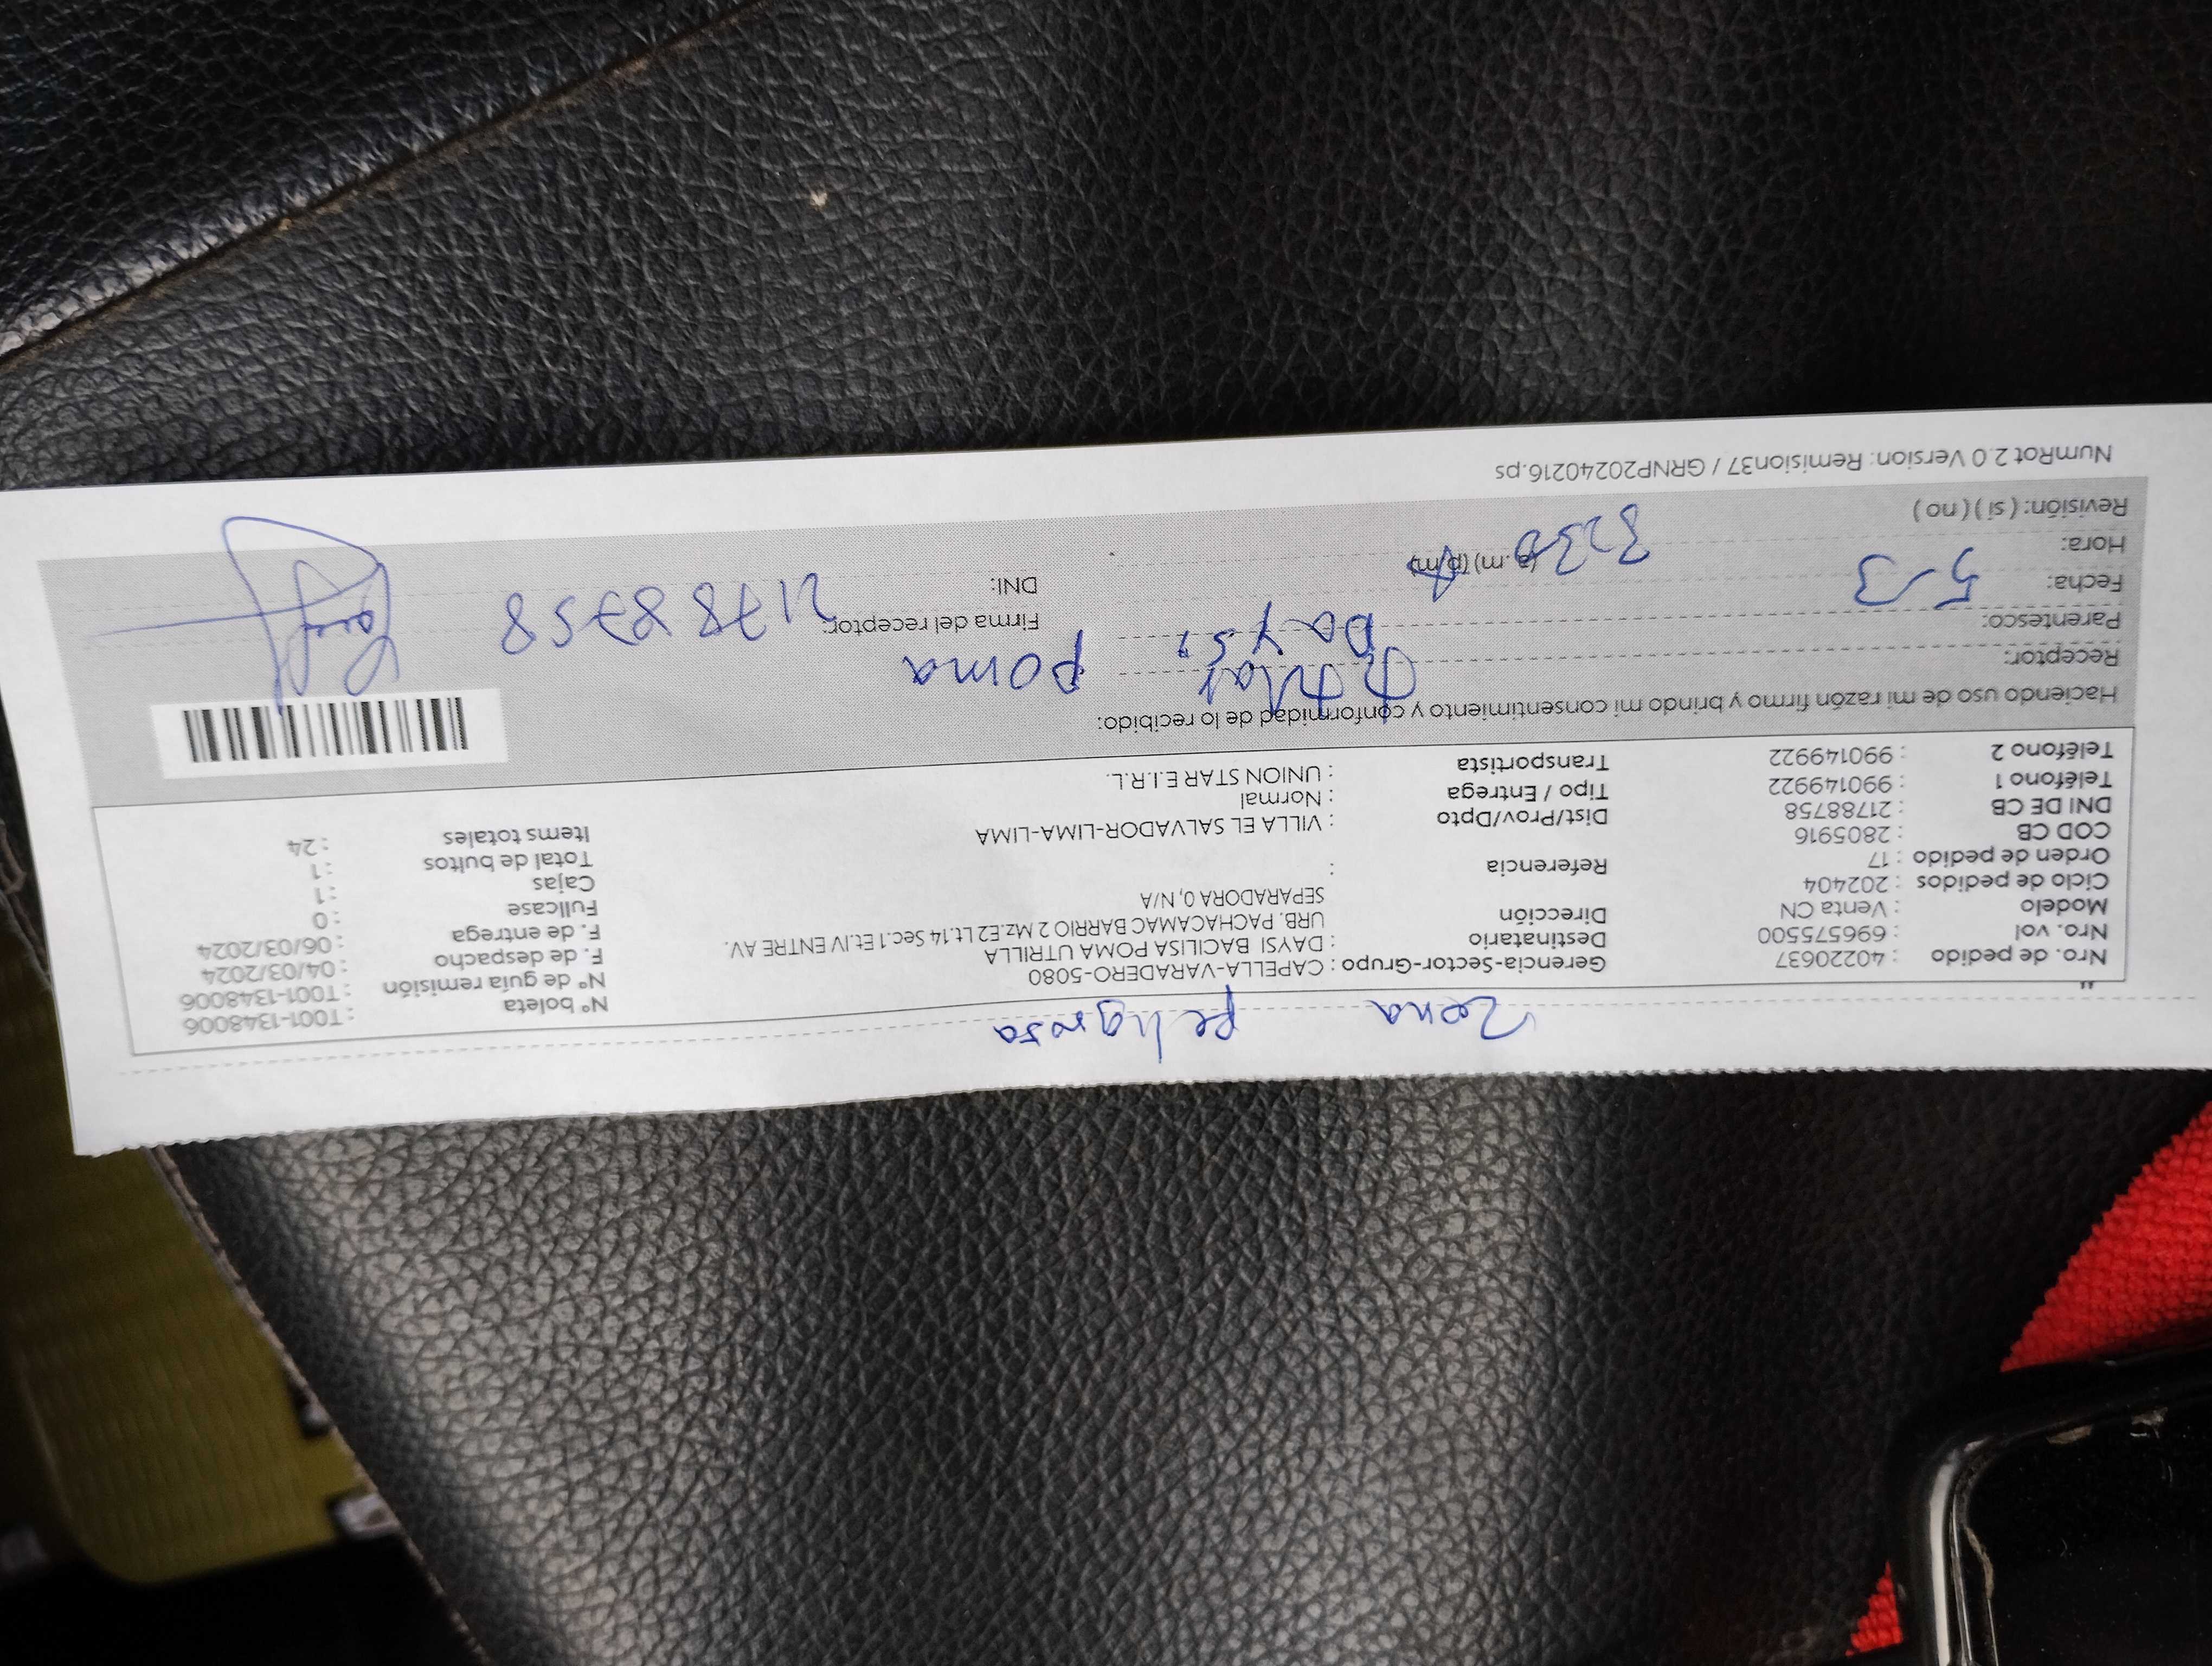 Zona peligrosa
Nro. de pedido : 40220637 Gerencia-Sector-Grupo : CAPELLA-VARADERO-5080 N° boleta : T001-1348006
Nro. vol : 696575500 Destinatario : DAYSI BACILISA POMA UTRILLA N° de guía remisión : T001-1348006
Modelo : Venta CN Dirección URB. PACHACAMAC BARRIO 2 Mz.E2 Lt.14 Sec.1 Et.IV ENTRE AV. F. de despacho : 04/03/2024
Ciclo de pedidos : 202404 SEPARADORA 0, N/A F. de entrega : 06/03/2024
Orden de pedido : 17 Referencia : Fullcase : 0
COD CB : 2805916 Dist/Prov/Dpto : VILLA EL SALVADOR-LIMA-LIMA Cajas : 1
DNI DE CB : 21788758 Tipo / Entrega : Normal Total de bultos : 1
Teléfono 1 : 990149922 Transportista : UNION STAR E.I.R.L. Items totales : 24
Teléfono 2 : 990149922
Haciendo uso de mi razón firmo y brindo mi consentimiento y conformidad de lo recibido:
Receptor: Poma
Parentesco: Daysi Firma del receptor:
Fecha: 5-3 DNI: 21788758
Hora: 3:30 (a.m) (p.m)
Revisión: ( sí ) ( no )
NumRot 2.0 Version: Remision37 / GRNP20240216.ps